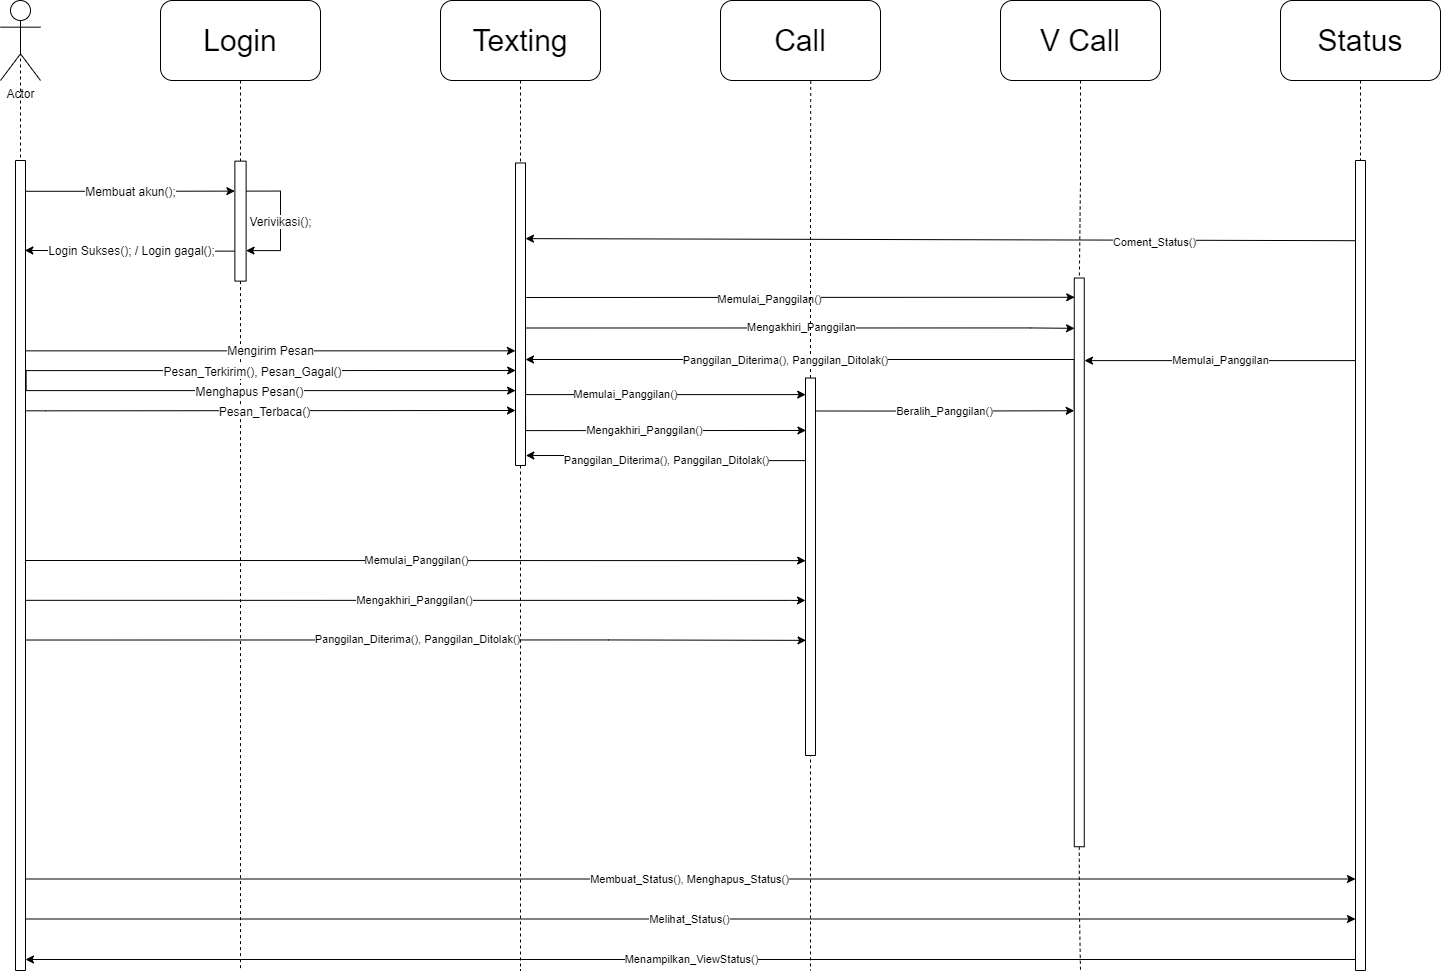 Login
Texting
Call
V Call
Status
Actor
Membuat akun();
Verivikasi();
Coment_Status()
Login Sukses(); / Login gagal();
Memulai_Panggilan()
Mengakhiri_Panggilan
Mengirim Pesan
Panggilan_Diterima(), Panggilan_Ditolak()
Memulai_Panggilan
Pesan_Terkirim(), Pesan_Gagal()
Menghapus Pesan()
Memulai_Panggilan()
Pesan_Terbaca()
Beralih_Panggilan()
Mengakhiri_Panggilan()
Panggilan_Diterima(), Panggilan_Ditolak()
Memulai_Panggilan()
Mengakhiri_Panggilan()
Panggilan_Diterima(), Panggilan_Ditolak()
Membuat_Status(), Menghapus_Status()
Melihat_Status()
Menampilkan_ViewStatus()